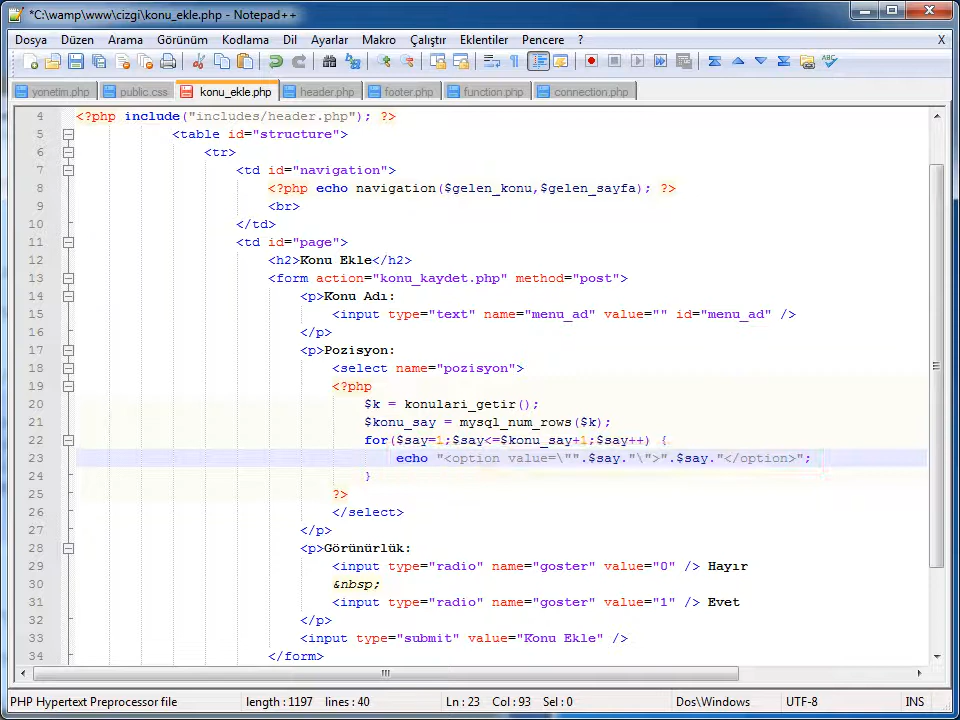 *C:\wamp\www\cizgi\konu_ekle.php - Notepad++
Dosya Düzen Arama Görünüm Kodlama Dil Ayarlar Makro Çalıştır Eklentiler Pencere ? X
yonetim.php public.css konu_ekle.php header.php footer.php function.php connection.php
4 <?php include("includes/header.php"); ?>
5 <table id="structure">
6 <tr>
7 <td id="navigation">
8 <?php echo navigation($gelen_konu,$gelen_sayfa); ?>
9 <br>
10 </td>
11 <td id="page">
12 <h2>Konu Ekle</h2>
13 <form action="konu_kaydet.php" method="post">
14 <p>Konu Adı:
15 <input type="text" name="menu_ad" value="" id="menu_ad" />
16 </p>
17 <p>Pozisyon:
18 <select name="pozisyon">
19 <?php
20 $k = konulari_getir();
21 $konu_say = mysql_num_rows($k);
22 for($say=1;$say<=$konu_say+1;$say++) {
23 echo "<option value=\"".$say."\">".$say."</option>";
24 }
25 ?>
26 </select>
27 </p>
28 <p>Görünürlük:
29 <input type="radio" name="goster" value="0" /> Hayır
30 &nbsp;
31 <input type="radio" name="goster" value="1" /> Evet
32 </p>
33 <input type="submit" value="Konu Ekle" />
34 </form>
PHP Hypertext Preprocessor file length : 1197 lines : 40 Ln : 23 Col : 93 Sel : 0 Dos\Windows UTF-8 INS